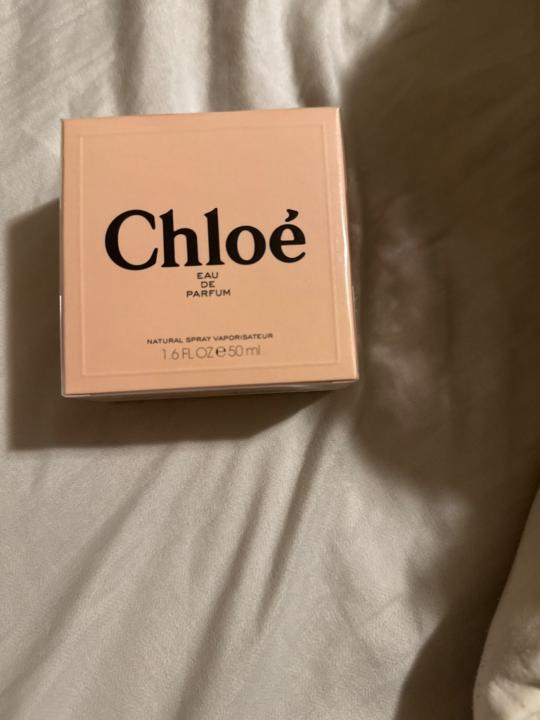 Chloé
EAU
DE
PARFUM
NATURAL SPRAY VAPORISATEUR
1.6 FL OZ ℮ 50 ml